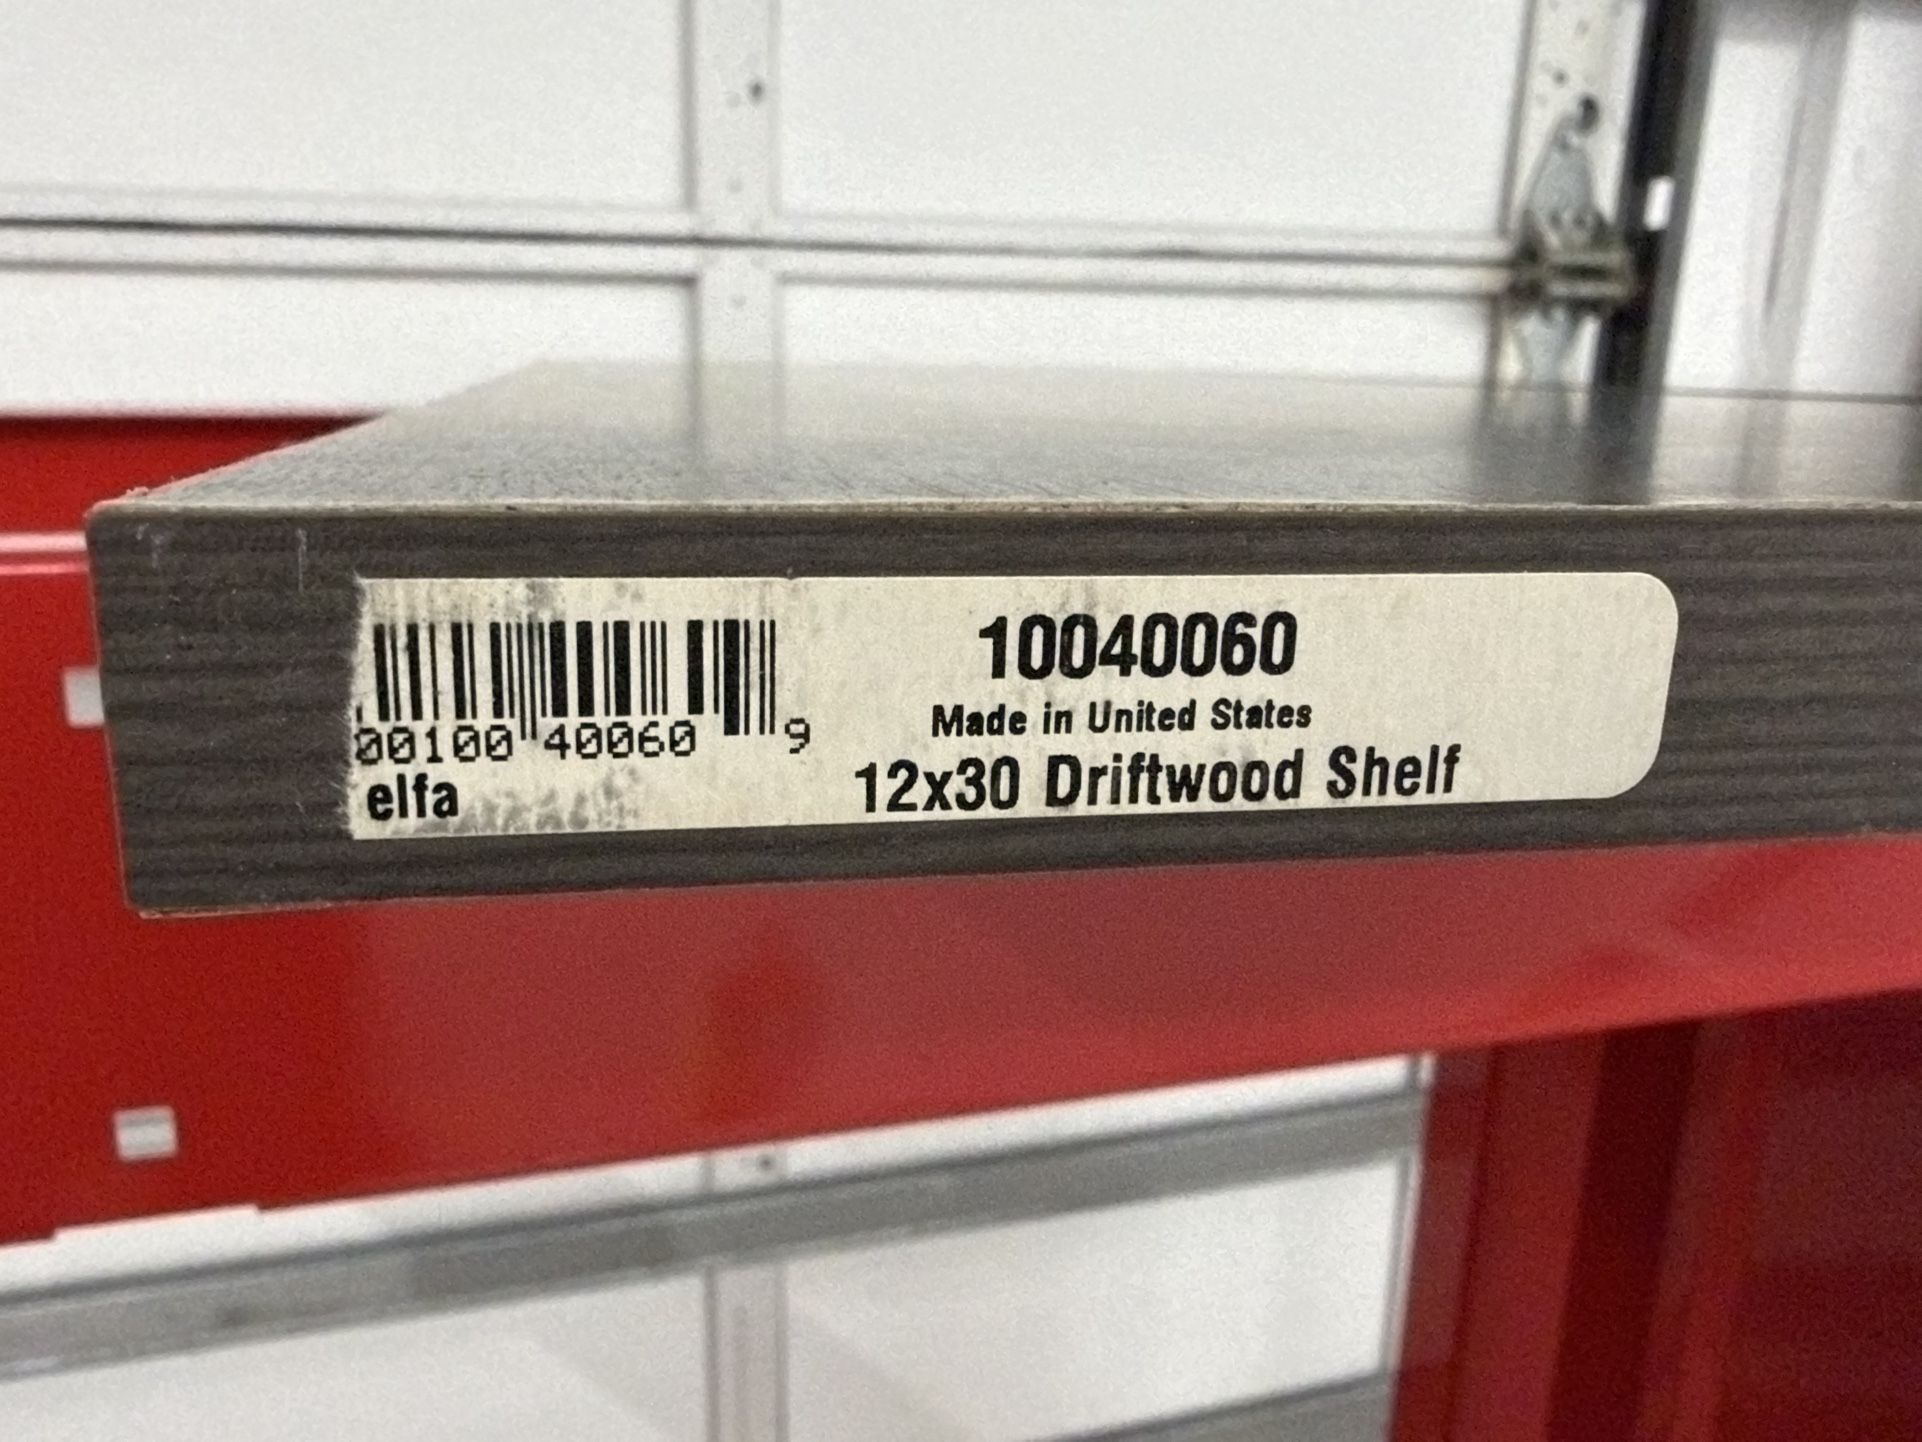 10040060
Made in United States
00100 40060 9
elfa
12x30 Driftwood Shelf